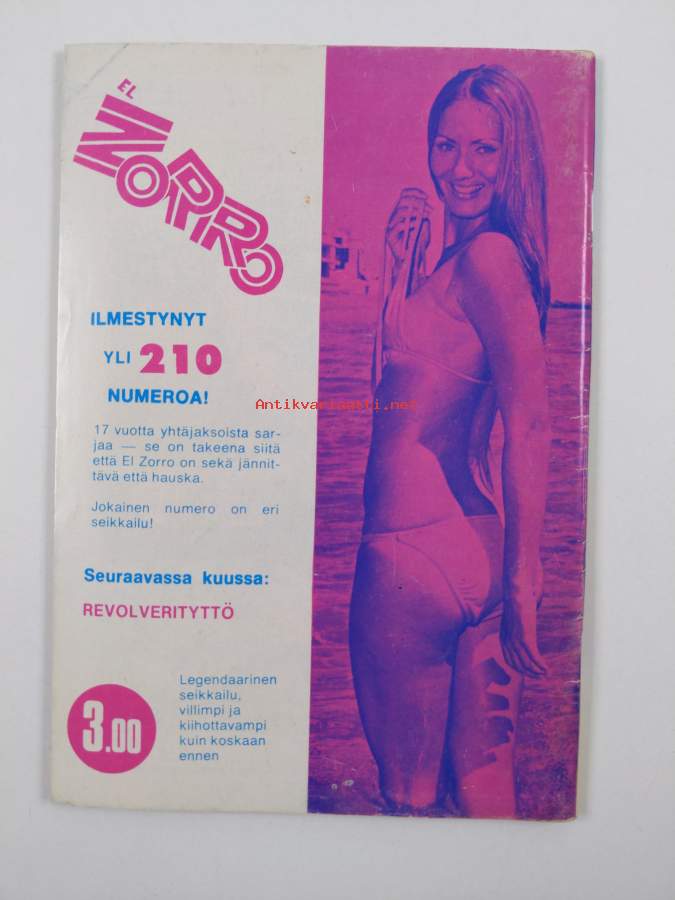 EL
ZORRO
ILMESTYNYT
YLI 210
NUMEROA!
Antikvariaatti.net
17 vuotta yhtäjaksoista sar-
jaa — se on takeena siitä
että El Zorro on sekä jännit-
tävä että hauska.
Jokainen numero on eri
seikkailu!
Seuraavassa kuussa:
REVOLVERITYTTÖ
3.00
Legendaarinen
seikkailu,
villimpi ja
kiihottavampi
kuin koskaan
ennen